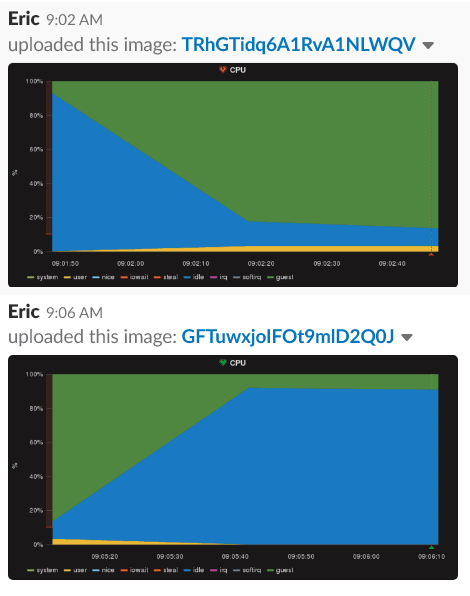 Eric 9:02 AM
uploaded this image: TRhGTidq6A1RvA1NLWQV
CPU
100%
80%
60%
40%
20%
0%
%
09:01:50 09:02:00 09:02:10 09:02:20 09:02:30 09:02:40
system user nice iowait steal idle irq softirq guest
Eric 9:06 AM
uploaded this image: GFTuwxjoIFOt9mlD2Q0J
CPU
100%
80%
60%
40%
20%
0%
%
09:05:20 09:05:30 09:05:40 09:05:50 09:06:00 09:06:10
system user nice iowait steal idle irq softirq guest